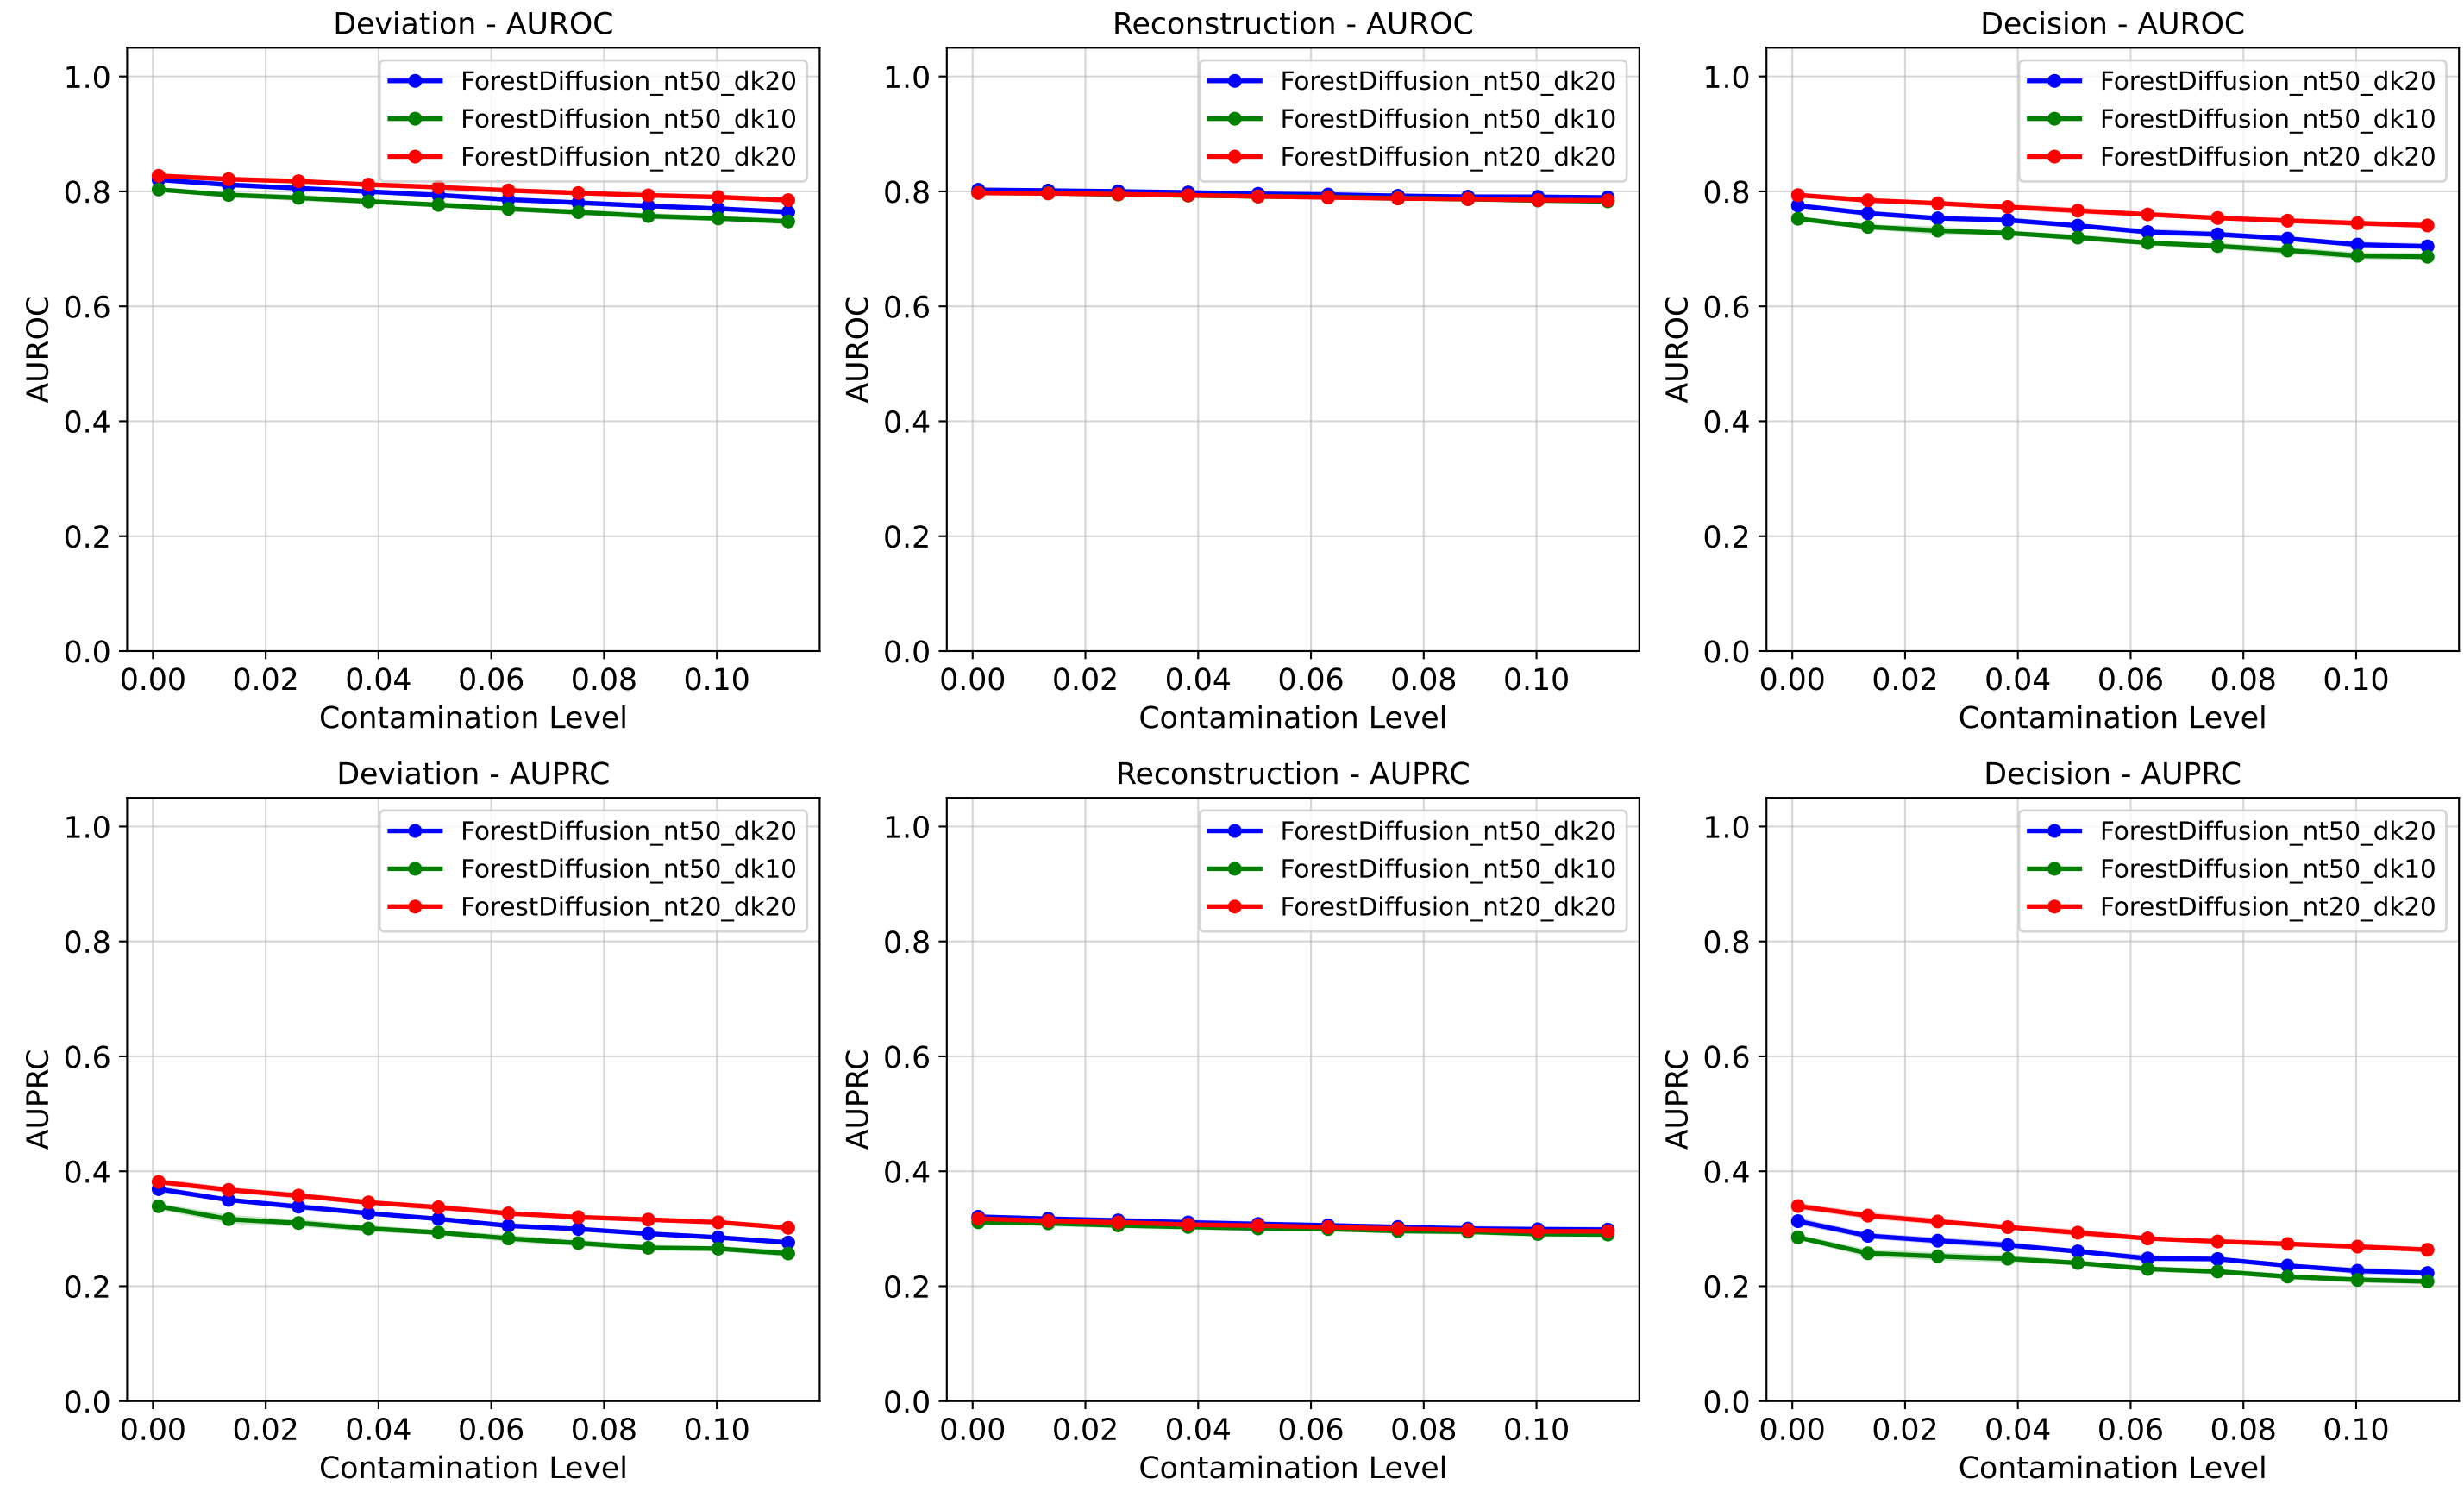 Deviation - AUROC
AUROC
1.0
0.8
0.6
0.4
0.2
0.0
ForestDiffusion_nt50_dk20
ForestDiffusion_nt50_dk10
ForestDiffusion_nt20_dk20
0.00 0.02 0.04 0.06 0.08 0.10
Contamination Level
Reconstruction - AUROC
AUROC
1.0
0.8
0.6
0.4
0.2
0.0
ForestDiffusion_nt50_dk20
ForestDiffusion_nt50_dk10
ForestDiffusion_nt20_dk20
0.00 0.02 0.04 0.06 0.08 0.10
Contamination Level
Decision - AUROC
AUROC
1.0
0.8
0.6
0.4
0.2
0.0
ForestDiffusion_nt50_dk20
ForestDiffusion_nt50_dk10
ForestDiffusion_nt20_dk20
0.00 0.02 0.04 0.06 0.08 0.10
Contamination Level
Deviation - AUPRC
AUPRC
1.0
0.8
0.6
0.4
0.2
0.0
ForestDiffusion_nt50_dk20
ForestDiffusion_nt50_dk10
ForestDiffusion_nt20_dk20
0.00 0.02 0.04 0.06 0.08 0.10
Contamination Level
Reconstruction - AUPRC
AUPRC
1.0
0.8
0.6
0.4
0.2
0.0
ForestDiffusion_nt50_dk20
ForestDiffusion_nt50_dk10
ForestDiffusion_nt20_dk20
0.00 0.02 0.04 0.06 0.08 0.10
Contamination Level
Decision - AUPRC
AUPRC
1.0
0.8
0.6
0.4
0.2
0.0
ForestDiffusion_nt50_dk20
ForestDiffusion_nt50_dk10
ForestDiffusion_nt20_dk20
0.00 0.02 0.04 0.06 0.08 0.10
Contamination Level